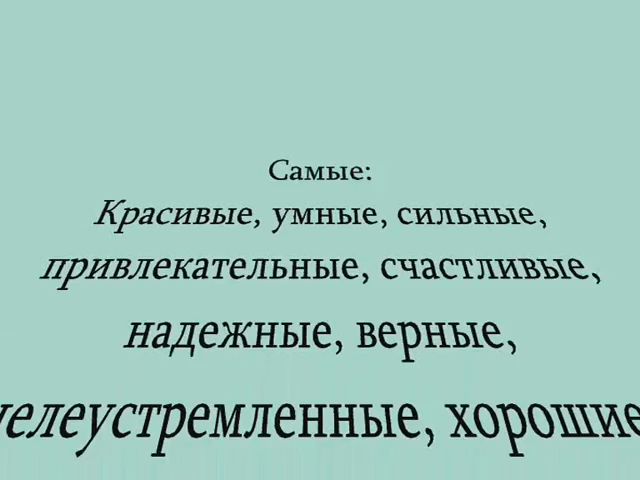 Самые:
Красивые, умные, сильные,
привлекательные, счастливые,
надежные, верные,
целеустремленные, хорошие